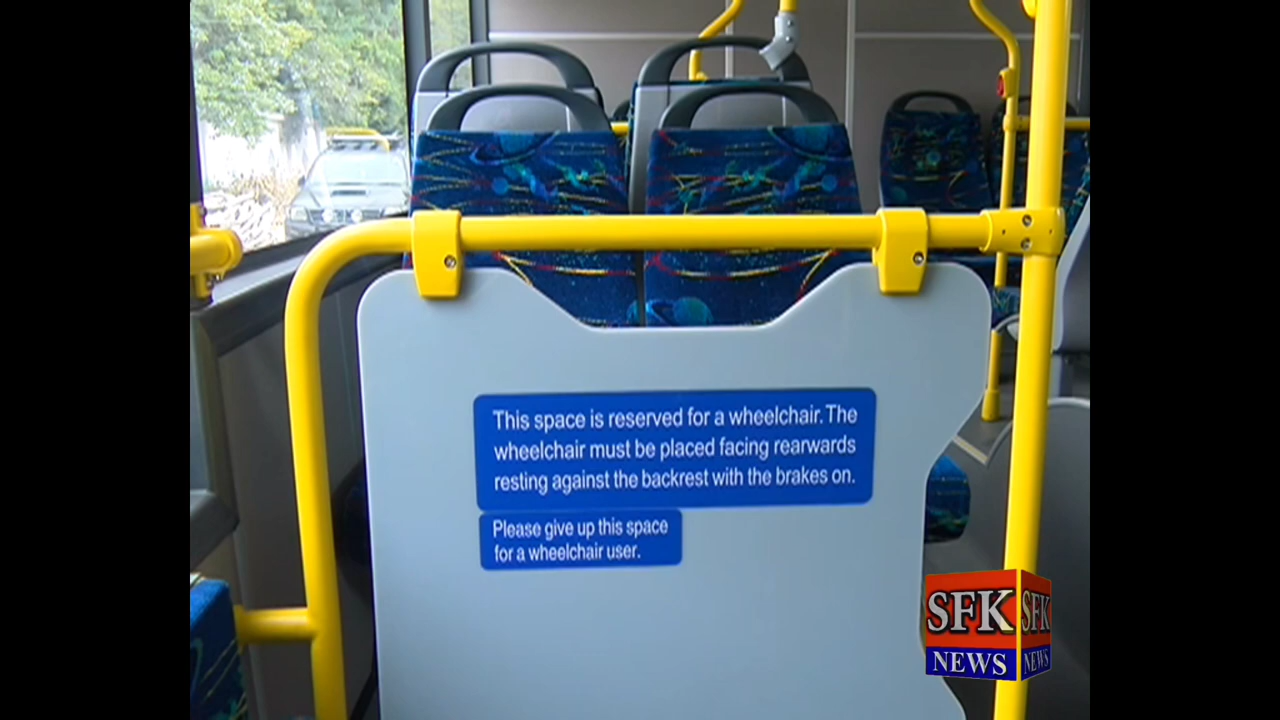 This space is reserved for a wheelchair. The
wheelchair must be placed facing rearwards
resting against the backrest with the brakes on.
Please give up this space
for a wheelchair user.
SFK SFK
NEWS NEWS